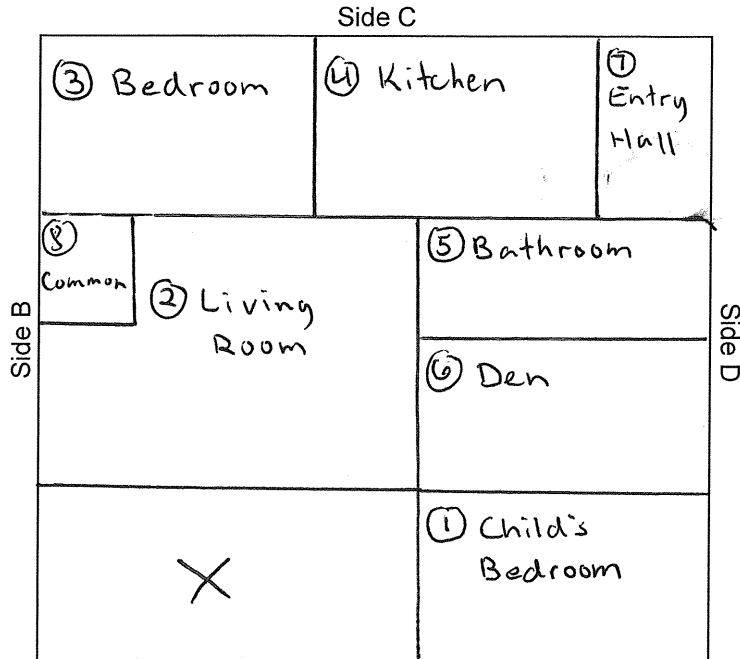 Side C
③ Bedroom
④ Kitchen
⑦
Entry
Hall
⑧
Common
② Living
Room
⑤ Bathroom
⑥ Den
Side B
Side D
① Child's
Bedroom
X